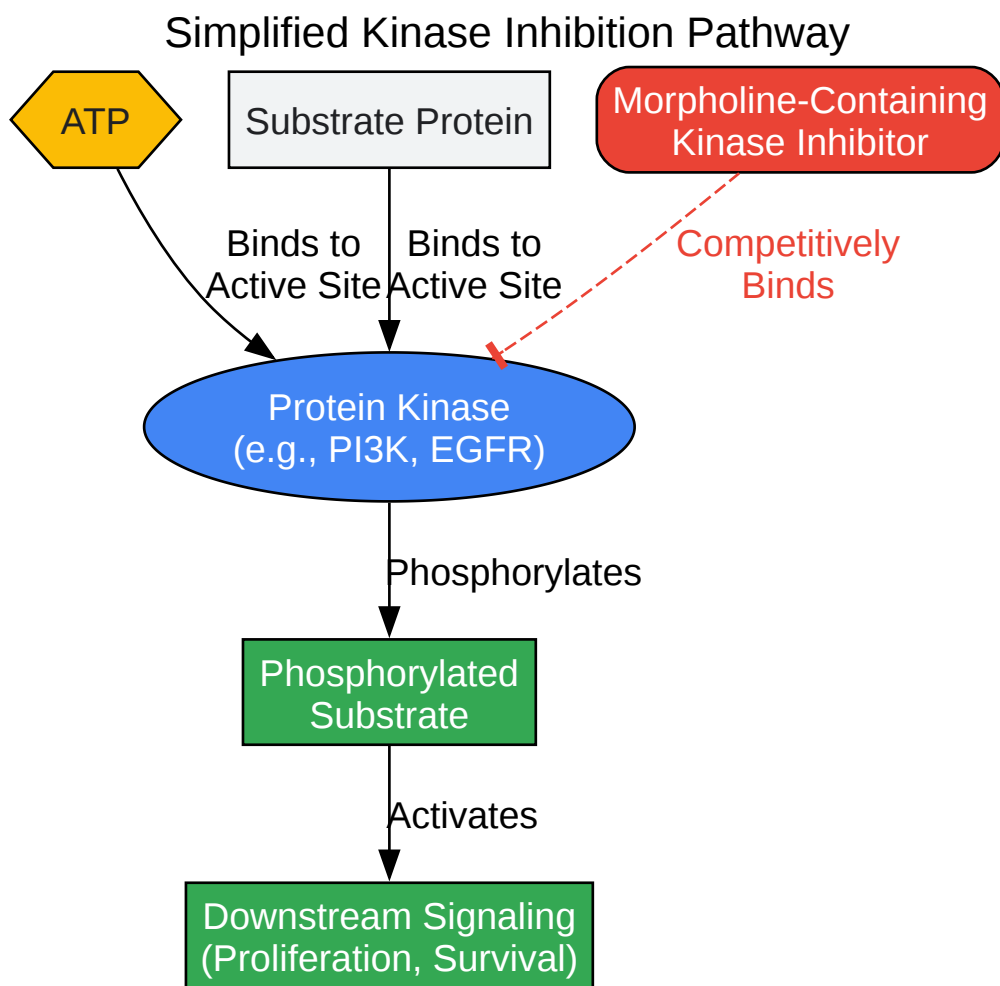 Simplified Kinase Inhibition Pathway
ATP
Substrate Protein
Morpholine-Containing
Kinase Inhibitor
Binds to
Active Site
Binds to
Active Site
Competitively
Binds
Protein Kinase
(e.g., PI3K, EGFR)
Phosphorylates
Phosphorylated
Substrate
Activates
Downstream Signaling
(Proliferation, Survival)